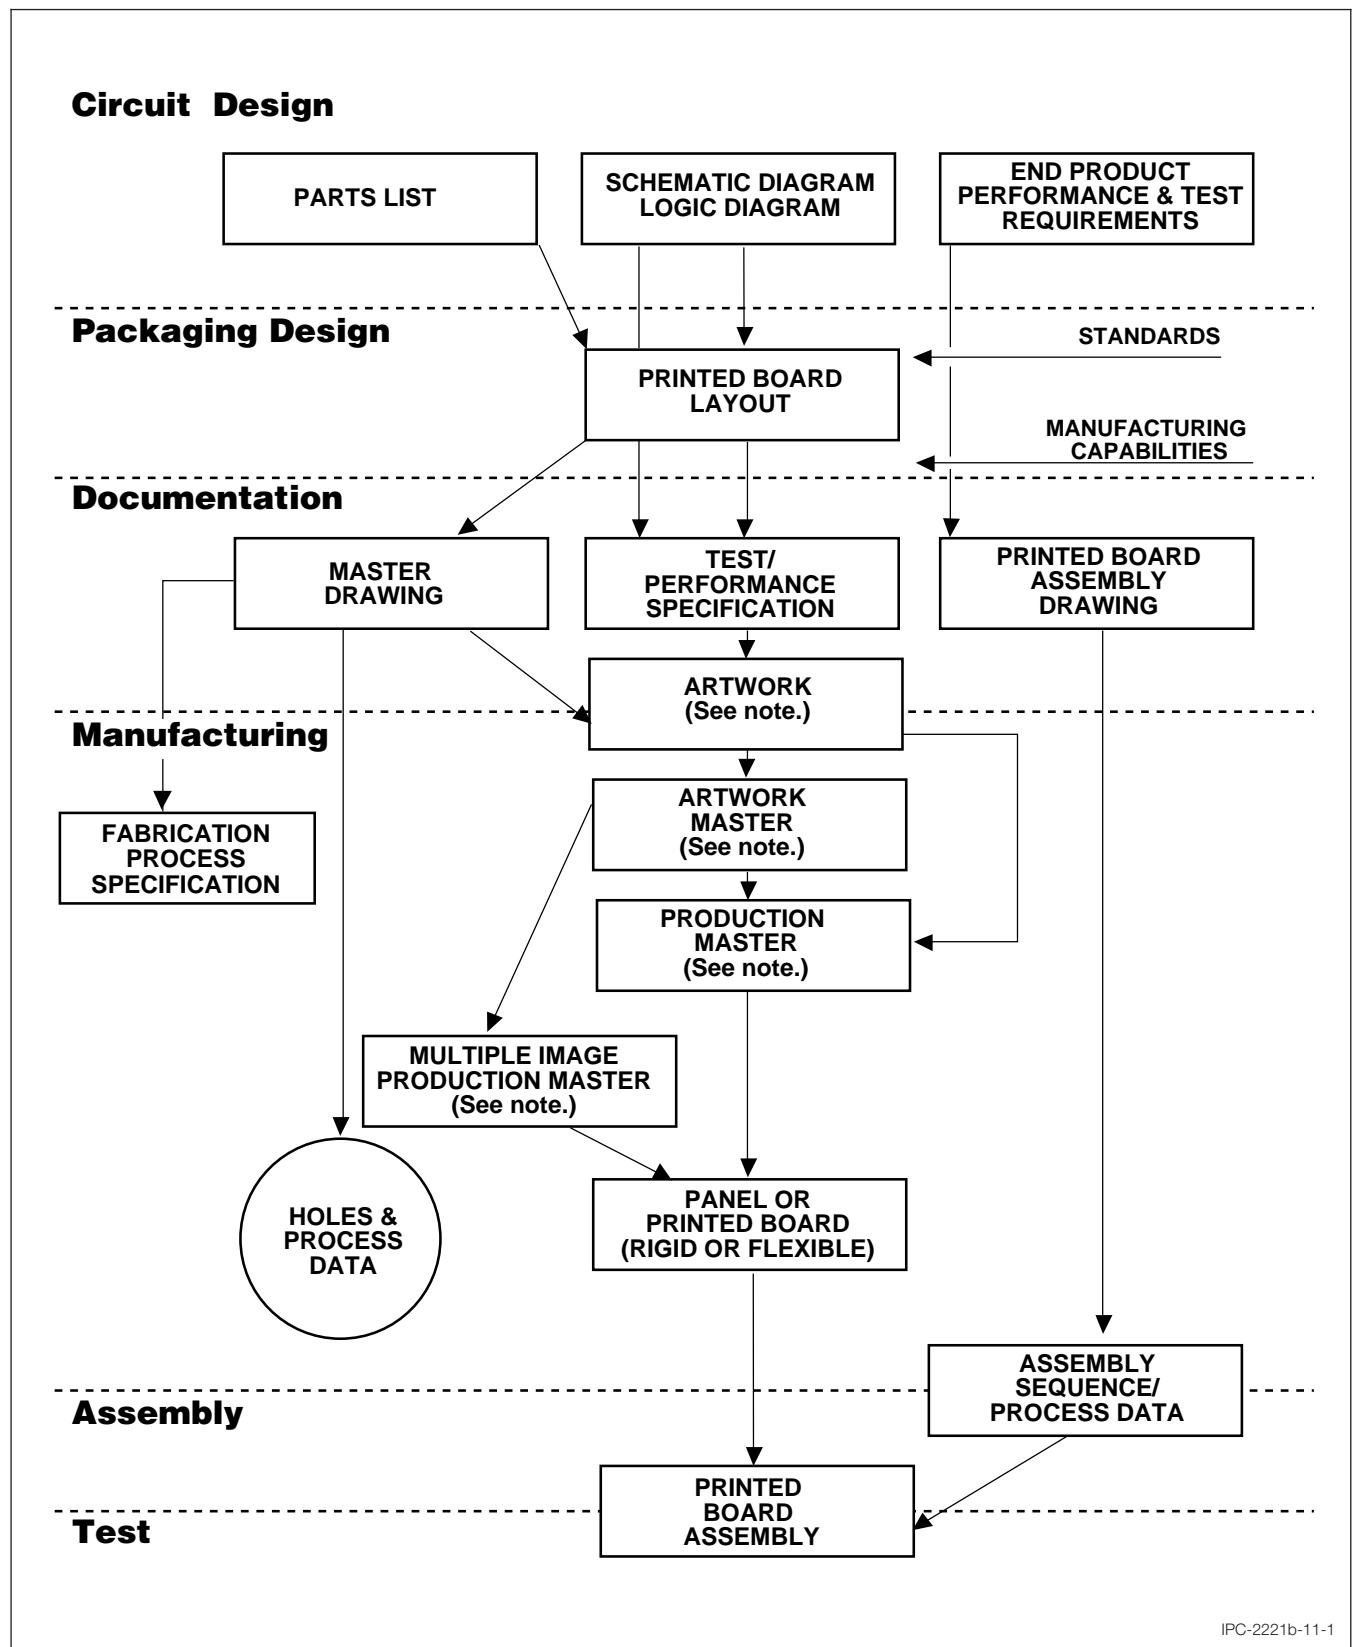 Circuit Design
PARTS LIST
SCHEMATIC DIAGRAM
LOGIC DIAGRAM
END PRODUCT
PERFORMANCE & TEST
REQUIREMENTS
Packaging Design
STANDARDS
PRINTED BOARD
LAYOUT
MANUFACTURING
CAPABILITIES
Documentation
MASTER
DRAWING
TEST/
PERFORMANCE
SPECIFICATION
PRINTED BOARD
ASSEMBLY
DRAWING
ARTWORK
(See note.)
Manufacturing
ARTWORK
MASTER
(See note.)
FABRICATION
PROCESS
SPECIFICATION
PRODUCTION
MASTER
(See note.)
MULTIPLE IMAGE
PRODUCTION MASTER
(See note.)
HOLES &
PROCESS
DATA
PANEL OR
PRINTED BOARD
(RIGID OR FLEXIBLE)
ASSEMBLY
SEQUENCE/
PROCESS DATA
Assembly
PRINTED
BOARD
ASSEMBLY
Test
IPC-2221b-11-1